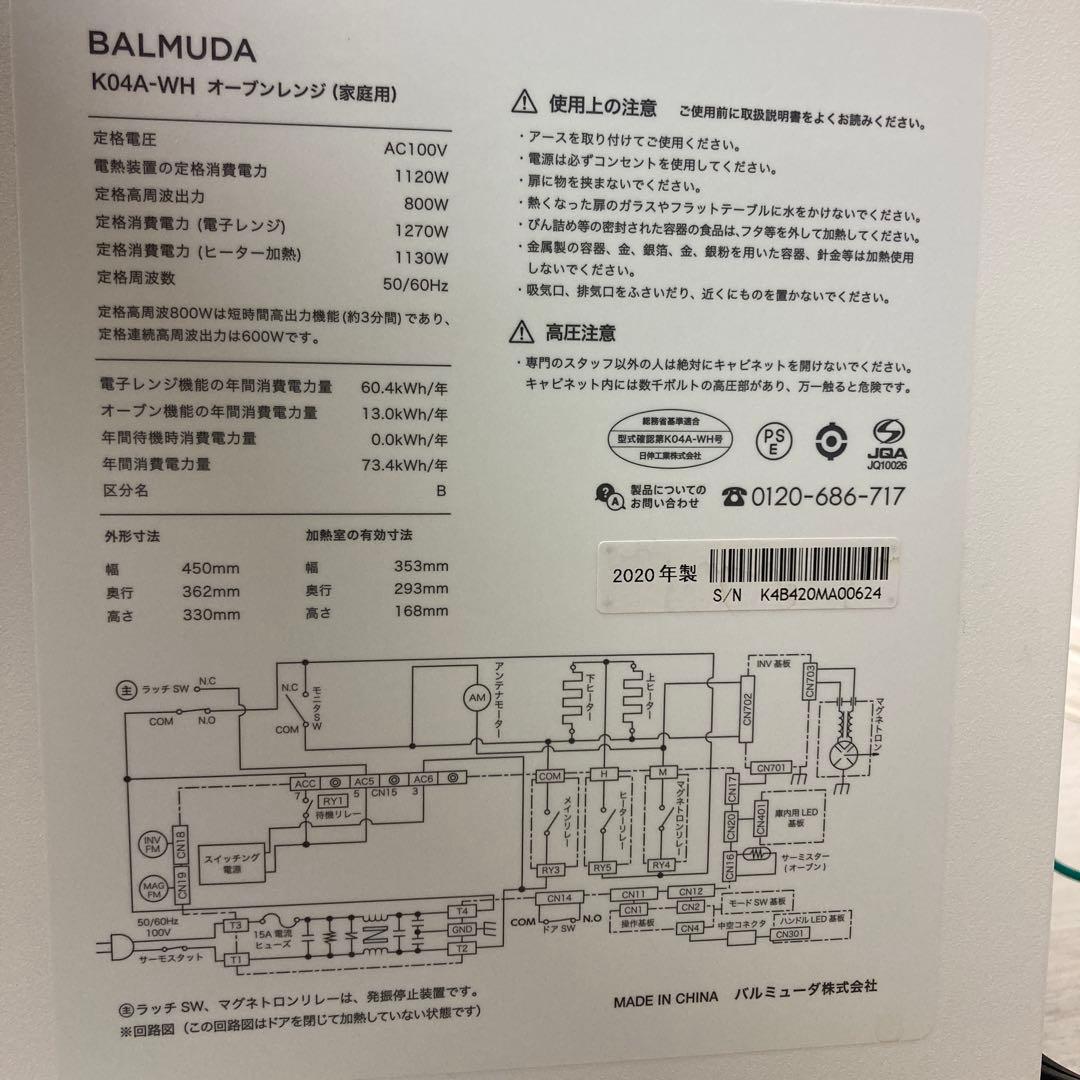 BALMUDA
K04A-WH オーブンレンジ (家庭用)
定格電圧 AC100V
電熱装置の定格消費電力 1120W
定格高周波出力 800W
定格消費電力 (電子レンジ) 1270W
定格消費電力 (ヒーター加熱) 1130W
定格周波数 50/60Hz
定格高周波800Wは短時間高出力機能 (約3分間) であり、
定格連続高周波出力は600Wです。
電子レンジ機能の年間消費電力量 60.4kWh/年
オーブン機能の年間消費電力量 13.0kWh/年
年間待機時消費電力量 0.0kWh/年
年間消費電力量 73.4kWh/年
区分名 B
外形寸法 加熱室の有効寸法
幅 450mm 幅 353mm
奥行 362mm 奥行 293mm
高さ 330mm 高さ 168mm
使用上の注意 ご使用前に取扱説明書をよくお読みください。
・アースを取り付けてご使用ください。
・電源は必ずコンセントを使用してください。
・扉に物を挟まないでください。
・熱くなった扉のガラスやフラットテーブルに水をかけないでください。
・びん詰め等の密封された容器の食品は、フタ等を外して加熱してください。
・金属製の容器、金、銀箔、金、銀粉を用いた容器、針金等は加熱使用
しないでください。
・吸気口、排気口をふさいだり、近くにものを置かないでください。
高圧注意
・専門のスタッフ以外の人は絶対にキャビネットを開けないでください。
キャビネット内には数千ボルトの高圧部があり、万一触ると危険です。
総務省基準適合
型式確認第K04A-WH号
日伸工業株式会社
PS
E
JQA
JQ10026
Q
A
製品についての
お問い合わせ
0120-686-717
2020 年製
S/N K4B420MA00624
主 ラッチ SW N.C
COM N.O
N.C
COM
モニタSW
AM
アンテナモーター
下ヒーター
上ヒーター
INV 基板
CN702
CN703
マグネトロン
CN701
ACC AC5 AC6
7 5 CN15 3
RY1
待機リレー
COM H M
メインリレー
ヒーターリレー
マグネトロンリレー
RY3 RY5 RY4
CN17
CN20
CN401
庫内用 LED
基板
CN16
サーミスター
(オーブン)
INV
FM
CN18
MAG
FM
CN19
スイッチング
電源
50/60Hz
100V
サーモスタット
T3
T1
15A 電流
ヒューズ
T4
GND
T2
CN14
COM N.O
ドア SW
CN11 CN12
CN1 CN2
操作基板
CN4
モード SW 基板
中空コネクタ
ハンドル LED 基板
CN301
主ラッチ SW、マグネトロンリレーは、発振停止装置です。
※回路図 (この回路図はドアを閉じて加熱していない状態です)
MADE IN CHINA バルミューダ株式会社